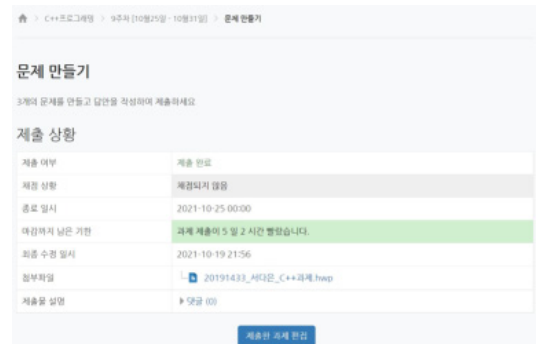 C++프로그래밍 > 9주차 [10월25일 - 10월31일] > 문제 만들기
문제 만들기
3개의 문제를 만들고 답안을 작성하여 제출하세요
제출 상황
제출 여부 제출 완료
채점 상황 채점되지 않음
종료 일시 2021-10-25 00:00
마감까지 남은 기한 과제 제출이 5 일 2 시간 빨랐습니다.
최종 수정 일시 2021-10-19 21:56
첨부파일 20191433_서다은_C++과제.hwp
제출물 설명 댓글 (0)
제출한 과제 편집